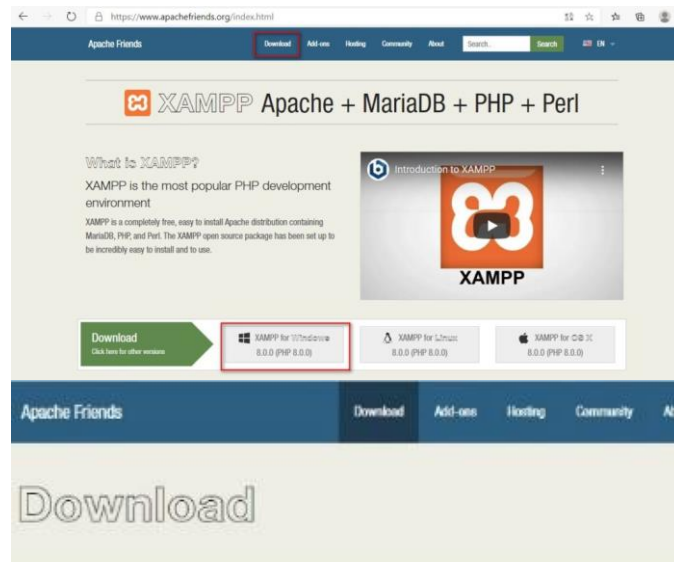 https://www.apachefriends.org/index.html
Apache Friends Download Add-ons Hosting Community About Search... Search EN
XAMPP Apache + MariaDB + PHP + Perl
What is XAMPP?
XAMPP is the most popular PHP development
environment
XAMPP is a completely free, easy to install Apache distribution containing
MariaDB, PHP, and Perl. The XAMPP open source package has been set up to
be incredibly easy to install and to use.
Introduction to XAMPP
XAMPP
Download
Click here for other versions
XAMPP for Windows
8.0.0 (PHP 8.0.0)
XAMPP for Linux
8.0.0 (PHP 8.0.0)
XAMPP for OS X
8.0.0 (PHP 8.0.0)
Apache Friends Download Add-ons Hosting Community Ab
Download